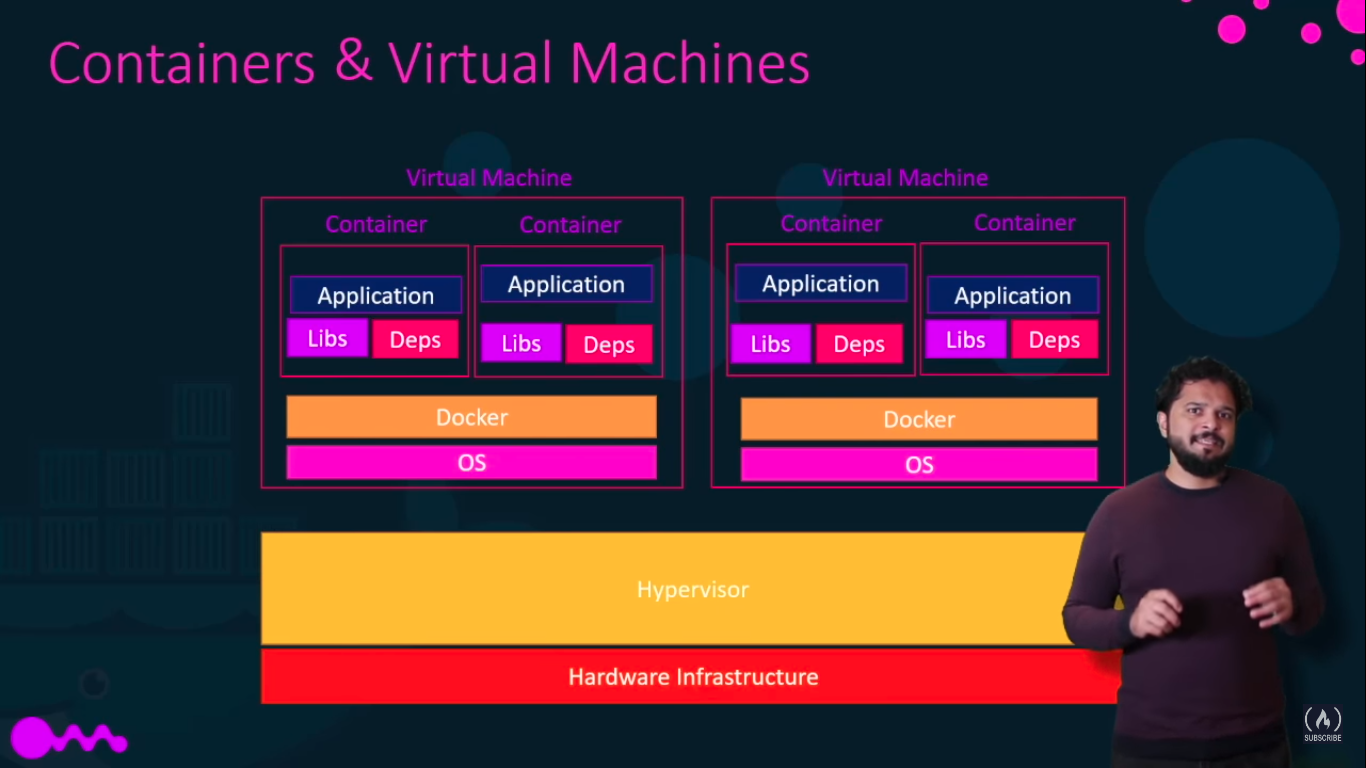 Containers & Virtual Machines
Virtual Machine
Virtual Machine
Container
Container
Container
Container
Application
Application
Application
Application
Libs
Deps
Libs
Deps
Libs
Deps
Libs
Deps
Docker
Docker
OS
OS
Hypervisor
Hardware Infrastructure
SUBSCRIBE